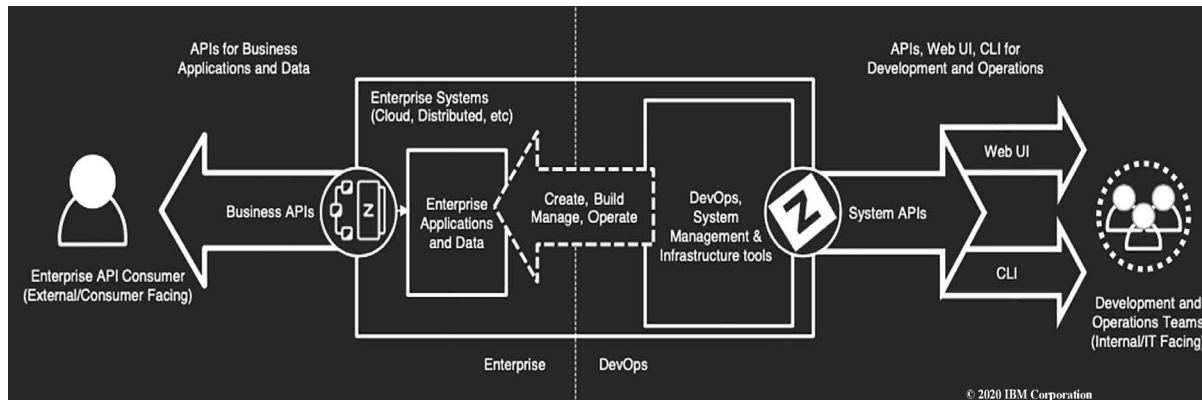 APIs for Business
Applications and Data
APIs, Web UI, CLI for
Development and Operations
Enterprise Systems
(Cloud, Distributed, etc)
Business APIs
Z
Enterprise
Applications
and Data
Create, Build
Manage, Operate
DevOps,
System
Management &
Infrastructure tools
Z
System APIs
Web UI
CLI
Enterprise API Consumer
(External/Consumer Facing)
Development and
Operations Teams
(Internal/IT Facing)
Enterprise
DevOps
© 2020 IBM Corporation